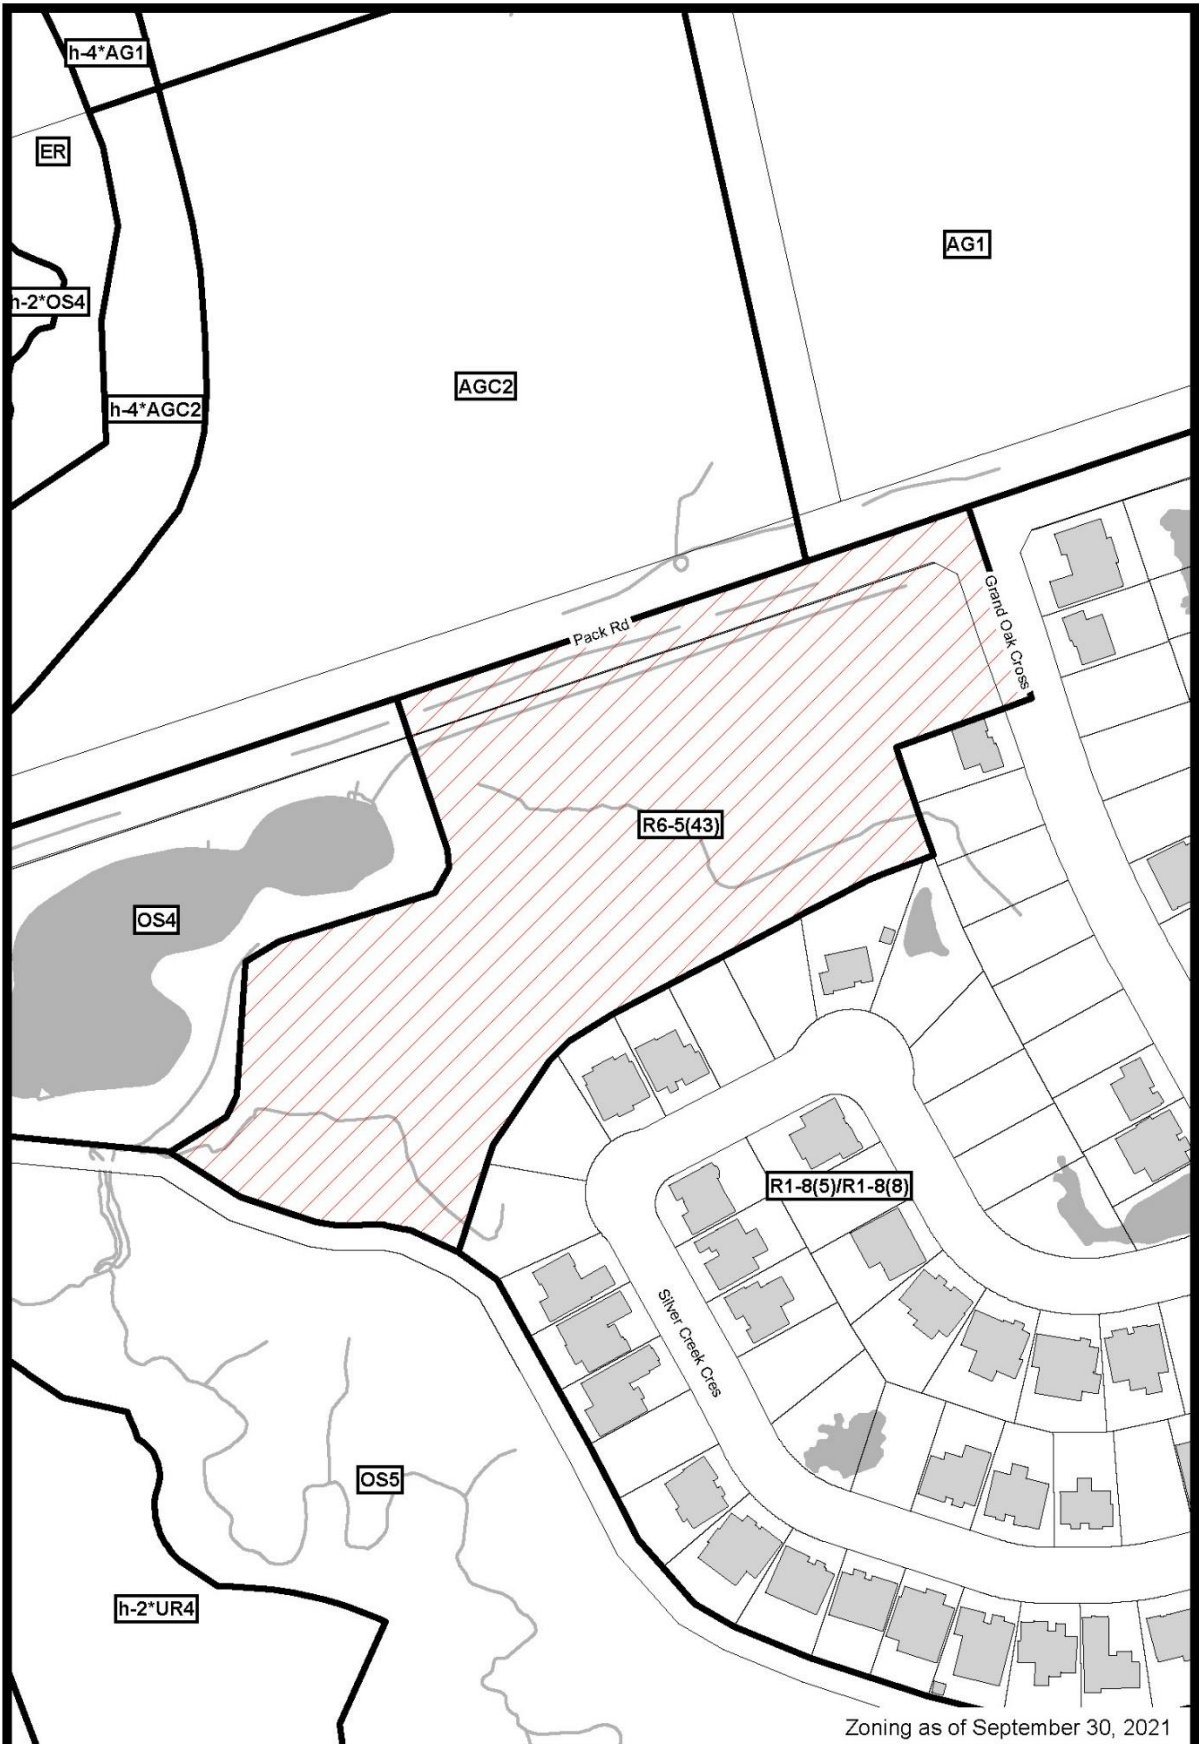 h-4*AG1
ER
AG1
h-2*OS4
AGC2
h-4*AGC2
Grand Oak Cross
Pack Rd
R6-5(43)
OS4
R1-8(5)/R1-8(8)
Silver Creek Cres
OS5
h-2*UR4
Zoning as of September 30, 2021